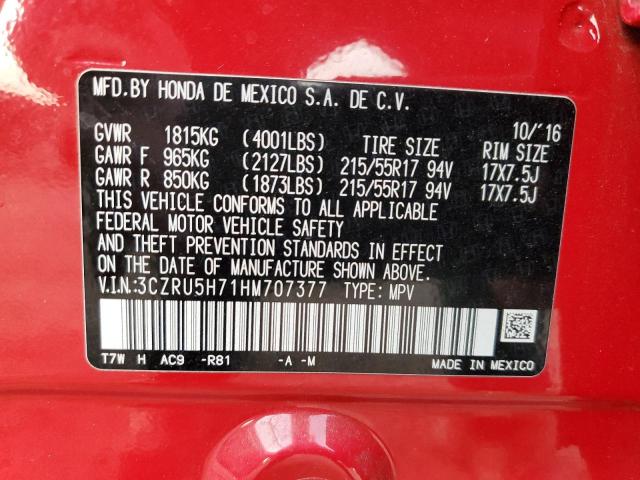 MFD.BY HONDA DE MEXICO S.A. DE C.V.
10/'16
GVWR 1815KG (4001LBS) TIRE SIZE RIM SIZE
GAWR F 965KG (2127LBS) 215/55R17 94V 17X7.5J
GAWR R 850KG (1873LBS) 215/55R17 94V 17X7.5J
THIS VEHICLE CONFORMS TO ALL APPLICABLE
FEDERAL MOTOR VEHICLE SAFETY
AND THEFT PREVENTION STANDARDS IN EFFECT
ON THE DATE OF MANUFACTURE SHOWN ABOVE.
V.I.N.:3CZRU5H71HM707377 TYPE: MPV
T7W H AC9 -R81 -A -M MADE IN MEXICO